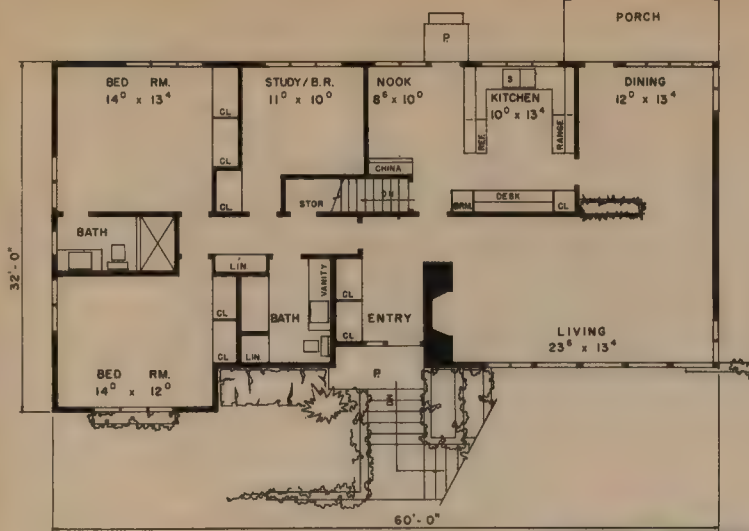 PORCH
P.
BED RM.
14⁰ x 13⁴
CL
CL
CL
STUDY/B.R.
11⁰ x 10⁰
NOOK
8⁶ x 10⁰
S
KITCHEN
10⁰ x 13⁴
REF.
RANGE
DINING
12⁰ x 13⁴
CHINA
STOR
DN
BRM.
DESK
CL
BATH
LIN.
VANITY
CL
CL
BATH
CL
CL
LIN.
ENTRY
LIVING
23⁶ x 13⁴
BED RM.
14⁰ x 12⁰
P.
DN
32'-0"
60'-0"